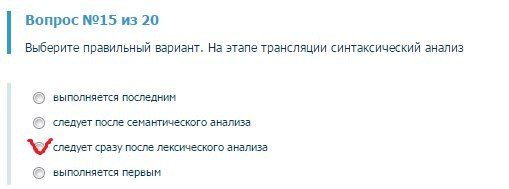 Вопрос №15 из 20
Выберите правильный вариант. На этапе трансляции синтаксический анализ
выполняется последним
следует после семантического анализа
следует сразу после лексического анализа
выполняется первым